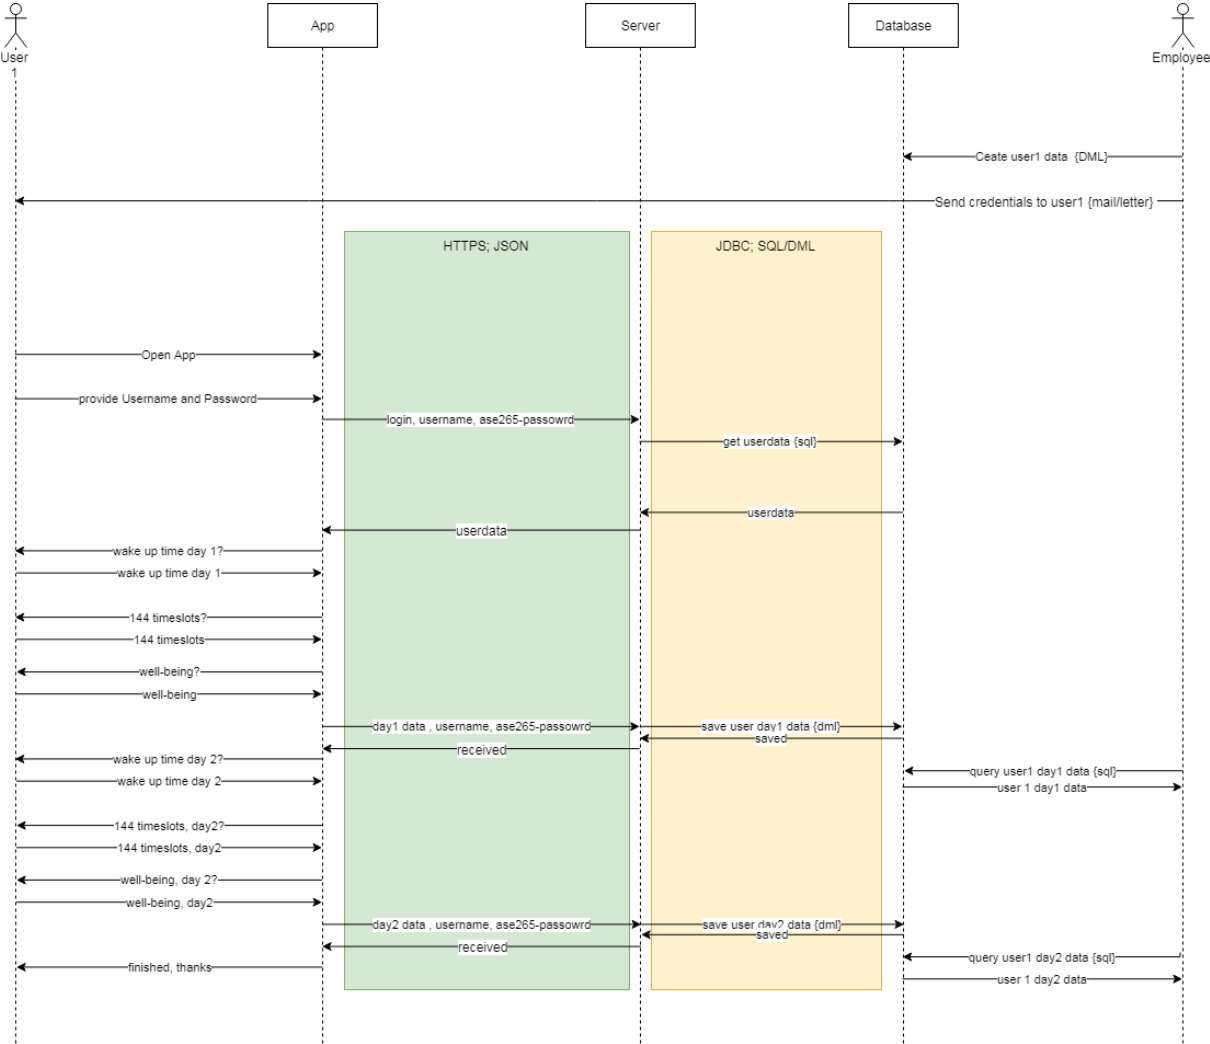 User
1
App
Server
Database
Employee
Ceate user1 data {DML}
Send credentials to user1 {mail/letter}
HTTPS; JSON
JDBC; SQL/DML
Open App
provide Username and Password
login, username, ase265-passowrd
get userdata {sql}
userdata
userdata
wake up time day 1?
wake up time day 1
144 timeslots?
144 timeslots
well-being?
well-being
day1 data , username, ase265-passowrd
save user day1 data {dml}
saved
received
wake up time day 2?
query user1 day1 data {sql}
wake up time day 2
user 1 day1 data
144 timeslots, day2?
144 timeslots, day2
well-being, day 2?
well-being, day2
day2 data , username, ase265-passowrd
save user day2 data {dml}
saved
received
query user1 day2 data {sql}
finished, thanks
user 1 day2 data